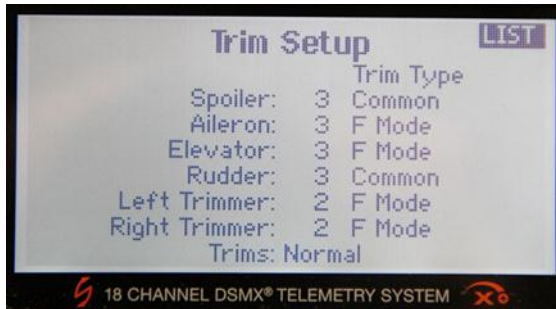 Trim Setup
LIST
Trim Type
Spoiler: 3 Common
Aileron: 3 F Mode
Elevator: 3 F Mode
Rudder: 3 Common
Left Trimmer: 2 F Mode
Right Trimmer: 2 F Mode
Trims: Normal
18 CHANNEL DSMX® TELEMETRY SYSTEM